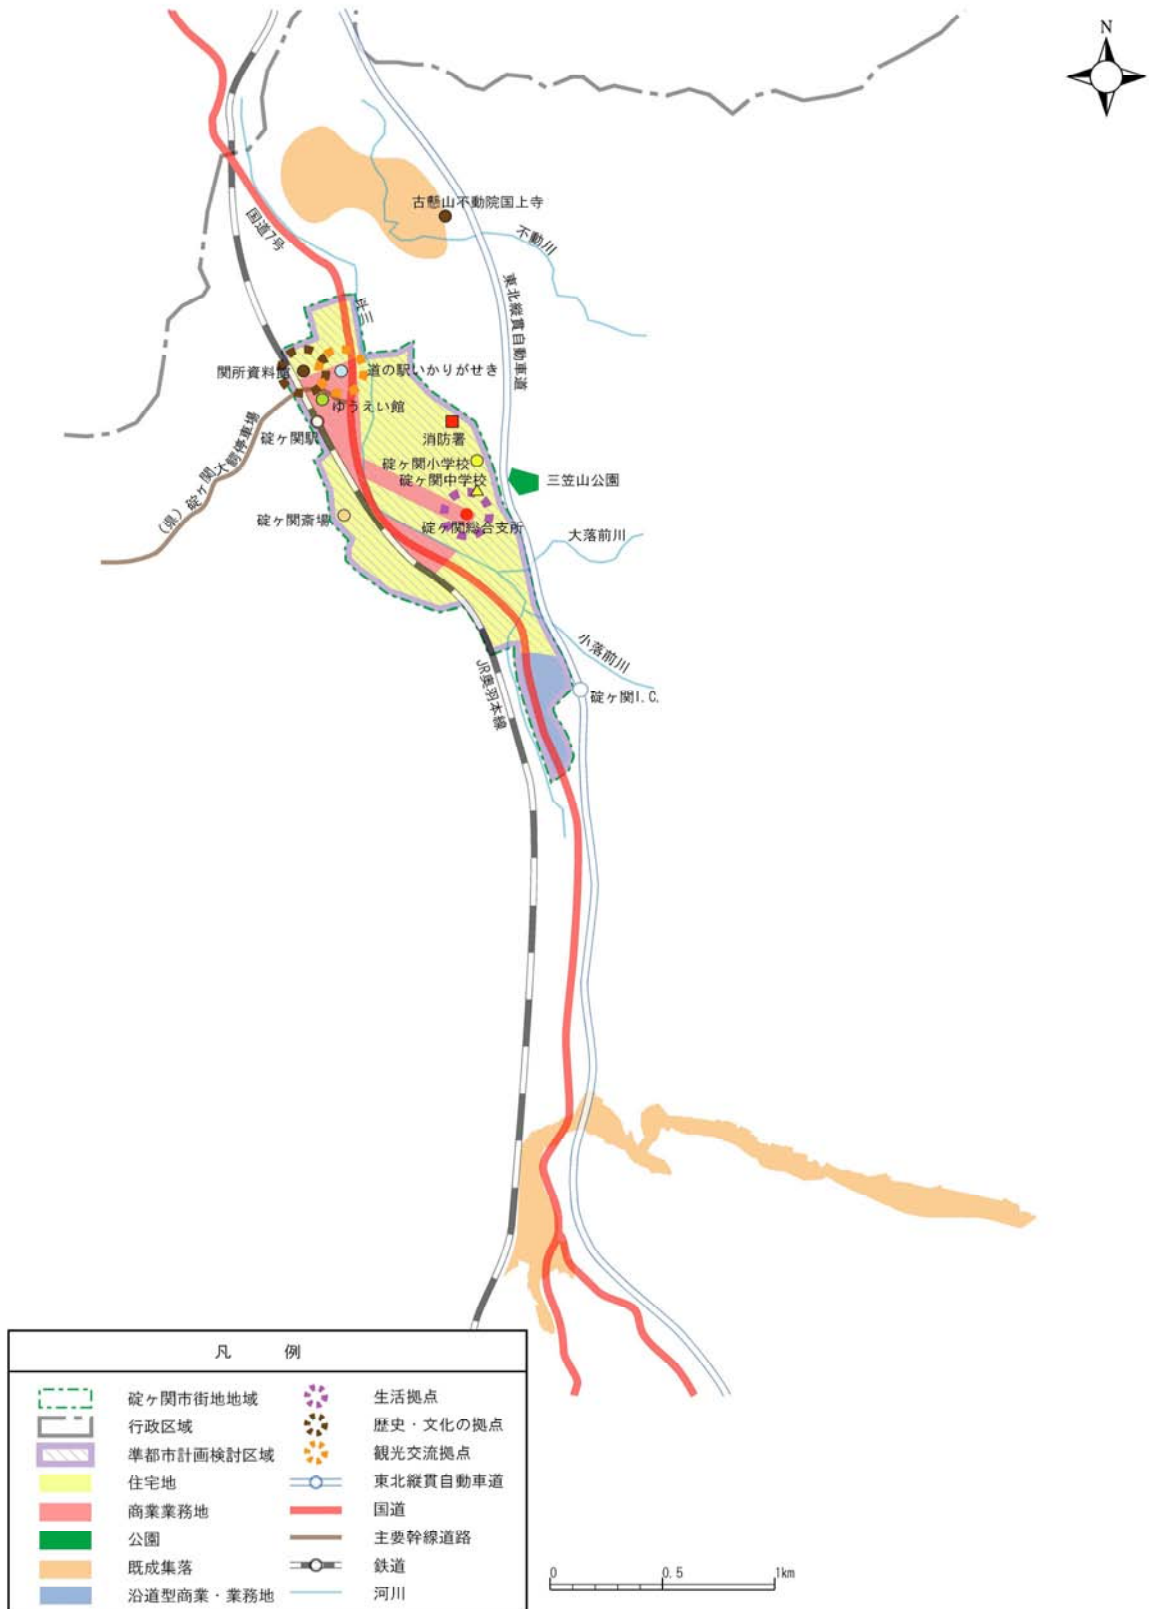 N
古懸山不動院国上寺
不動川
国道7号
東北縦貫自動車道
平川
関所資料館
道の駅いかりがせき
ゆうえい館
碇ヶ関駅
消防署
碇ヶ関小学校
碇ヶ関中学校
三笠山公園
(県)碇ヶ関大鰐停車場
碇ヶ関斎場
碇ヶ関総合支所
大落前川
小落前川
碇ヶ関I.C.
JR奥羽本線
凡 例
碇ヶ関市街地地域
生活拠点
行政区域
歴史・文化の拠点
準都市計画検討区域
観光交流拠点
住宅地
東北縦貫自動車道
商業業務地
国道
公園
主要幹線道路
既成集落
鉄道
沿道型商業・業務地
河川
0 0.5 1km